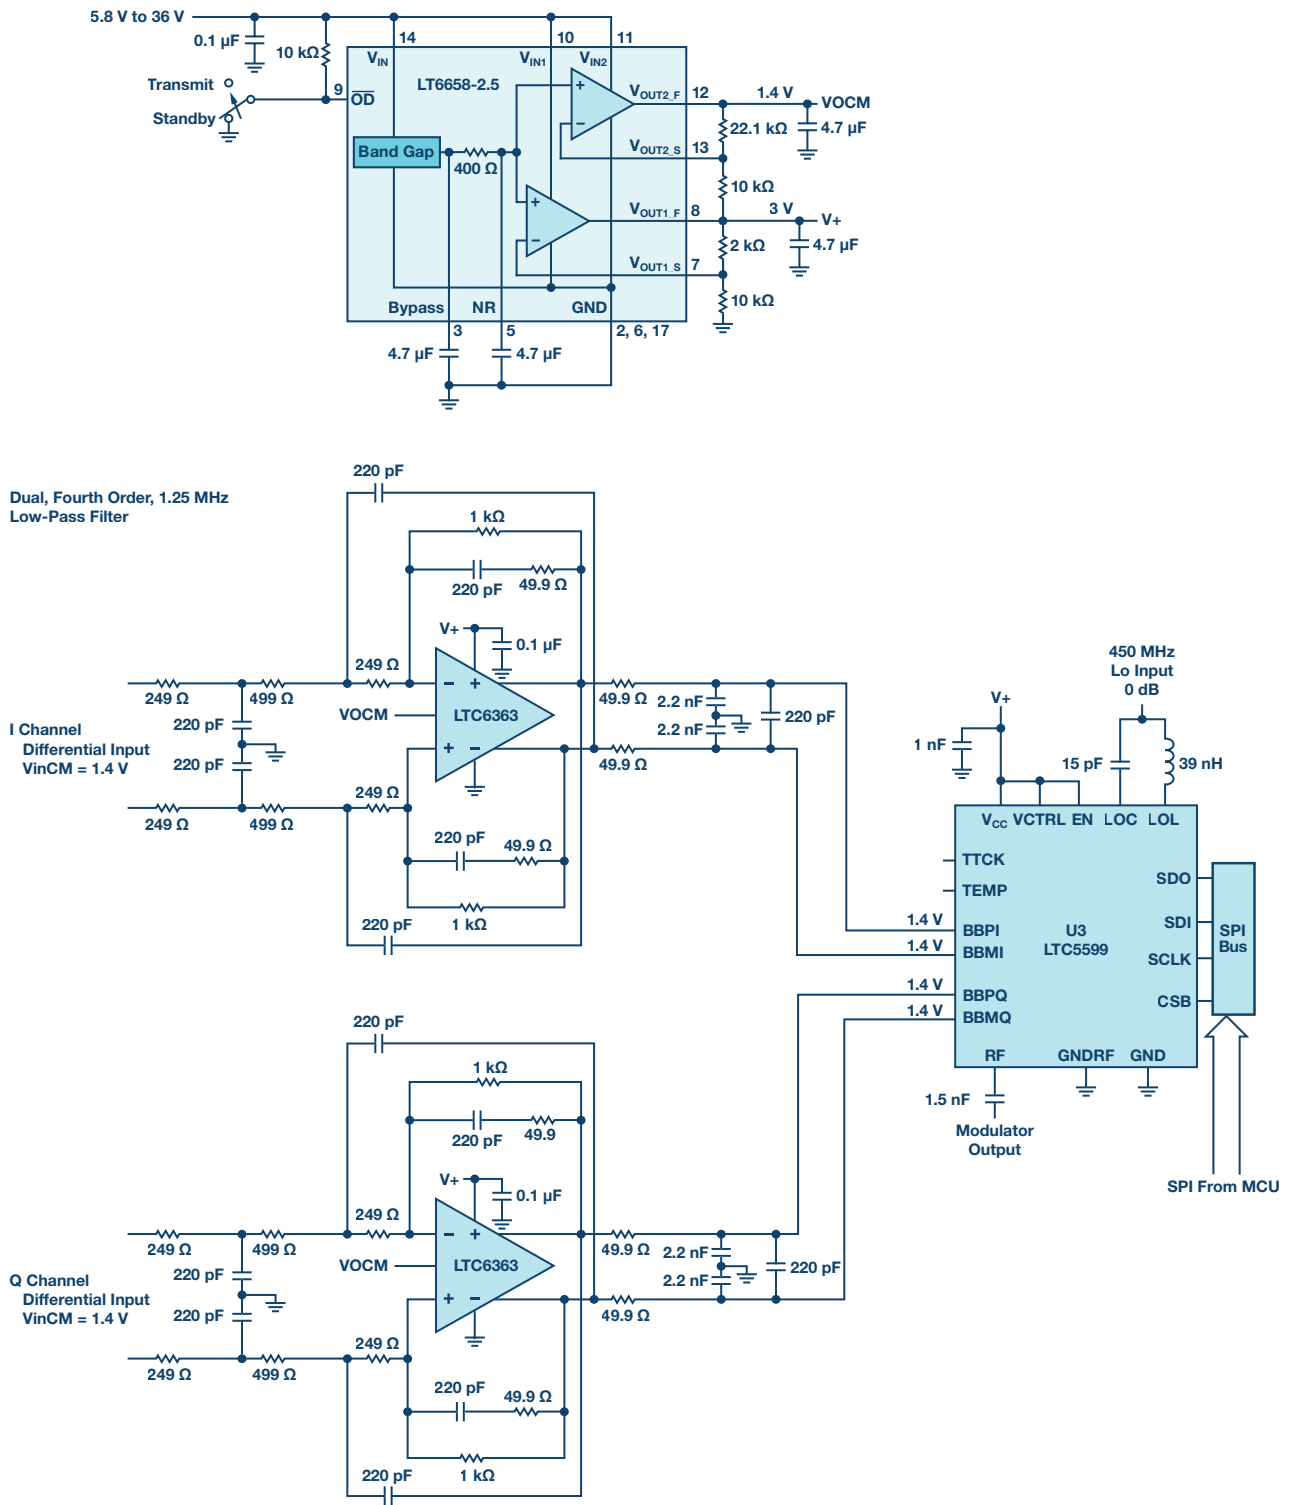 5.8 V to 36 V
0.1 µF
10 kΩ
14
10
11
V_IN
V_IN1
V_IN2
LT6658-2.5
Transmit
Standby
9
OD
Band Gap
400 Ω
V_OUT2_F
12
1.4 V
VOCM
22.1 kΩ
4.7 µF
V_OUT2_S
13
10 kΩ
V_OUT1_F
8
3 V
V+
2 kΩ
4.7 µF
V_OUT1_S
7
10 kΩ
Bypass
NR
GND
3
5
2, 6, 17
4.7 µF
4.7 µF
Dual, Fourth Order, 1.25 MHz
Low-Pass Filter
220 pF
1 kΩ
220 pF
49.9 Ω
V+
0.1 µF
249 Ω
249 Ω
499 Ω
220 pF
220 pF
I Channel
Differential Input
VinCM = 1.4 V
VOCM
LTC6363
− +
+ −
49.9 Ω
2.2 nF
2.2 nF
220 pF
49.9 Ω
249 Ω
249 Ω
499 Ω
220 pF
49.9 Ω
1 kΩ
220 pF
450 MHz
Lo Input
0 dB
V+
1 nF
15 pF
39 nH
V_CC VCTRL EN LOC LOL
TTCK
TEMP
1.4 V
BBPI
1.4 V
BBMI
1.4 V
BBPQ
1.4 V
BBMQ
U3
LTC5599
SDO
SDI
SCLK
CSB
SPI
Bus
RF
GNDRF
GND
1.5 nF
Modulator
Output
SPI From MCU
220 pF
1 kΩ
220 pF
49.9
V+
0.1 µF
249 Ω
249 Ω
499 Ω
220 pF
220 pF
Q Channel
Differential Input
VinCM = 1.4 V
VOCM
LTC6363
− +
+ −
49.9 Ω
2.2 nF
2.2 nF
220 pF
49.9 Ω
249 Ω
249 Ω
499 Ω
220 pF
49.9 Ω
1 kΩ
220 pF